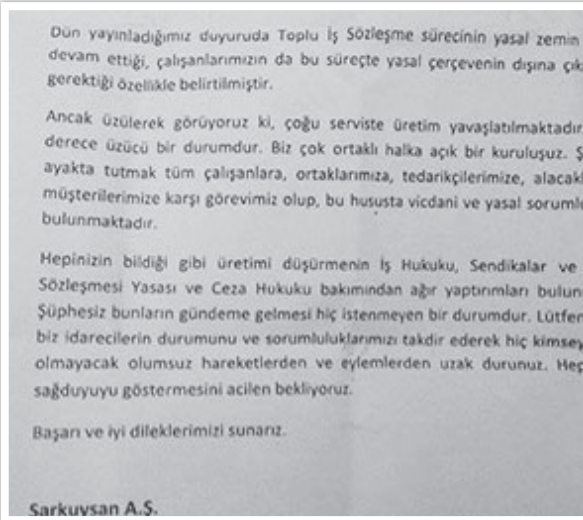 Dün yayınladığımız duyuruda Toplu İş Sözleşme sürecinin yasal zemin
devam ettiği, çalışanlarımızın da bu süreçte yasal çerçevenin dışına çık
gerektiği özellikle belirtilmiştir.
Ancak üzülerek görüyoruz ki, çoğu serviste üretim yavaşlatılmaktadır
derece üzücü bir durumdur. Biz çok ortaklı halka açık bir kuruluşuz. Ş
ayakta tutmak tüm çalışanlara, ortaklarımıza, tedarikçilerimize, alacakl
müşterilerimize karşı görevimiz olup, bu hususta vicdani ve yasal sorumlu
bulunmaktadır.
Hepinizin bildiği gibi üretimi düşürmenin İş Hukuku, Sendikalar ve
Sözleşmesi Yasası ve Ceza Hukuku bakımından ağır yaptırımları bulun
Şüphesiz bunların gündeme gelmesi hiç istenmeyen bir durumdur. Lütfen
biz idarecilerin durumunu ve sorumluluklarımızı takdir ederek hiç kimsey
olmayacak olumsuz hareketlerden ve eylemlerden uzak durunuz. Hep
sağduyuyu göstermesini acilen bekliyoruz.
Başarı ve iyi dileklerimizi sunarız.
Sarkuysan A.Ş.